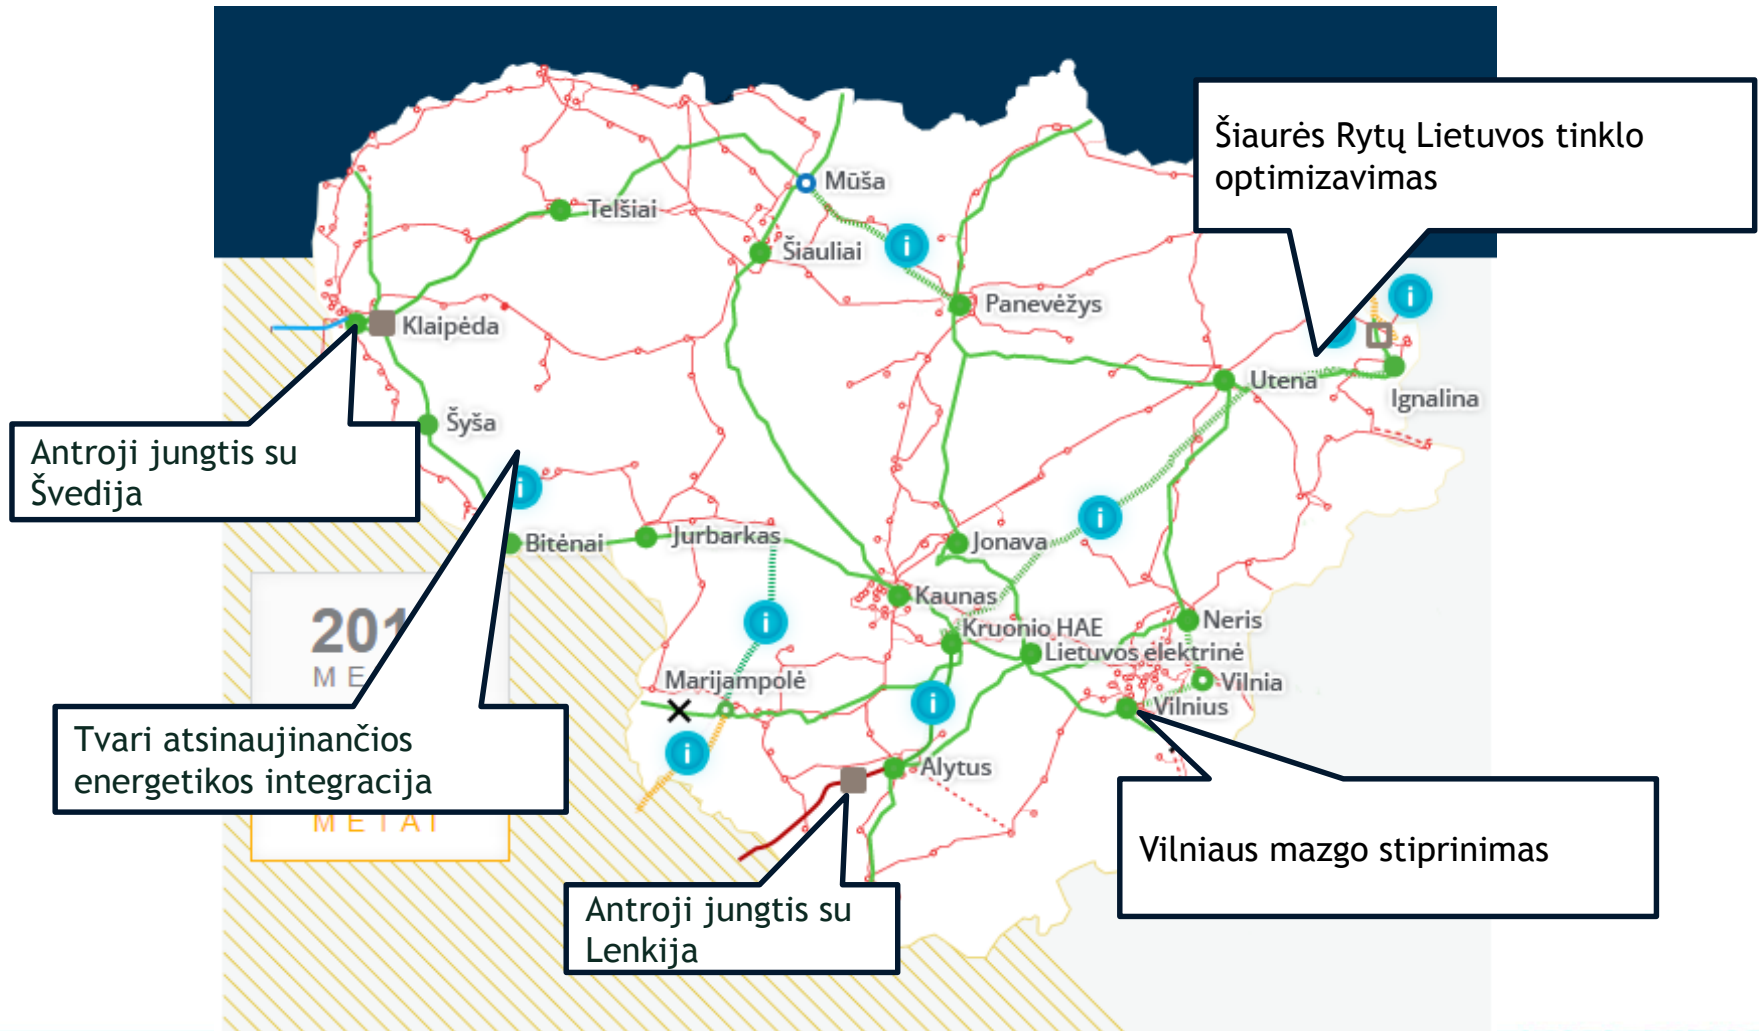 Šiaurės Rytų Lietuvos tinklo
optimizavimas
Mūša
Telšiai
Šiauliai
Panevėžys
Klaipėda
Utena
Ignalina
Šyša
Antroji jungtis su
Švedija
Bitėnai
Jurbarkas
Jonava
Kaunas
Kruonio HAE
Neris
Lietuvos elektrinė
Marijampolė
Vilnia
Vilnius
Tvari atsinaujinančios
energetikos integracija
METAI
Alytus
Vilniaus mazgo stiprinimas
Antroji jungtis su
Lenkija
i
i
i
i
i
i
i
i